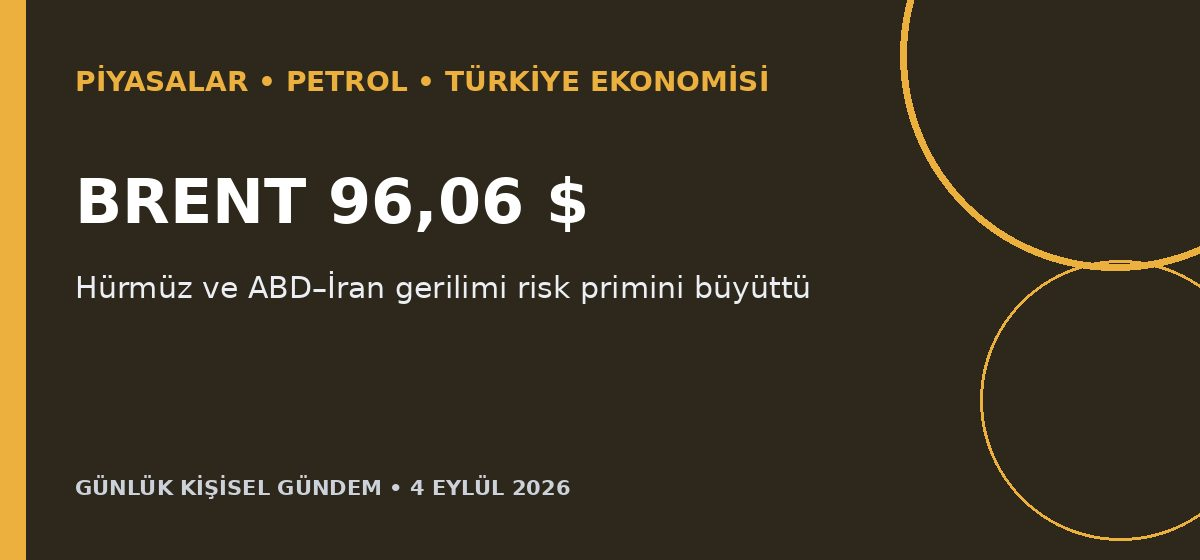 PİYASALAR • PETROL • TÜRKİYE EKONOMİSİ
BRENT 96,06 $
Hürmüz ve ABD–İran gerilimi risk primini büyüttü
GÜNLÜK KİŞİSEL GÜNDEM • 4 EYLÜL 2026